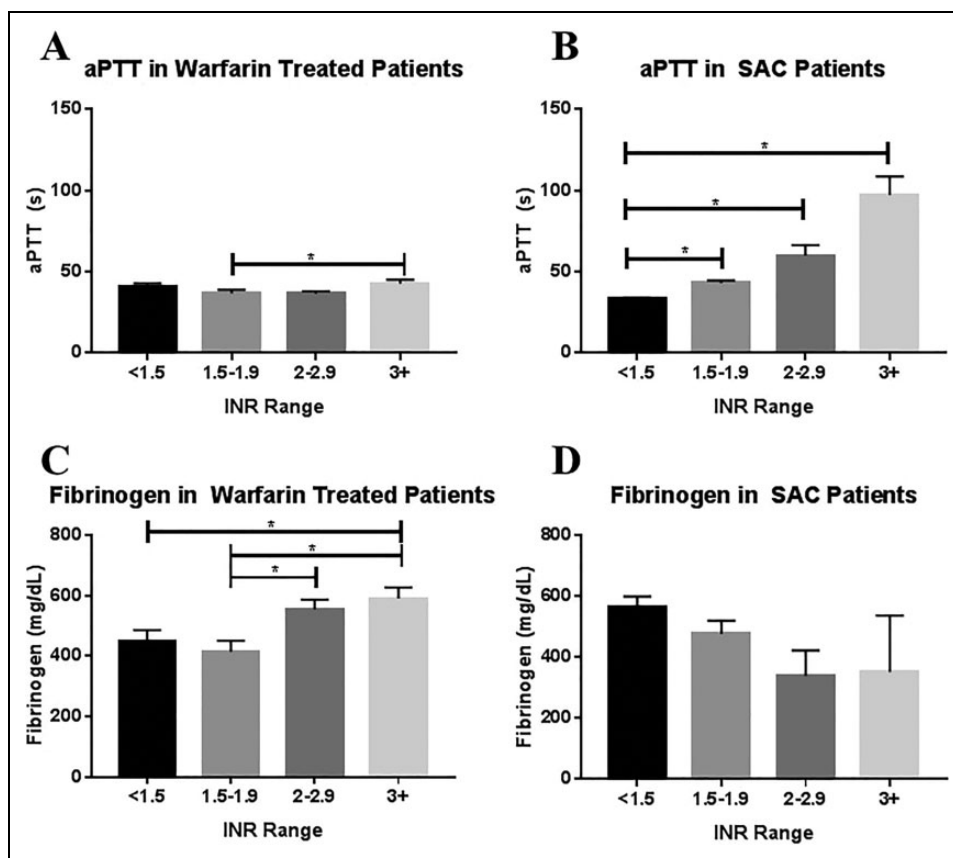 A
aPTT in Warfarin Treated Patients
150
100
50
0
aPTT (s)
*
<1.5 1.5-1.9 2-2.9 3+
INR Range
B
aPTT in SAC Patients
150
100
50
0
aPTT (s)
*
*
*
<1.5 1.5-1.9 2-2.9 3+
INR Range
C
Fibrinogen in Warfarin Treated Patients
800
600
400
200
0
Fibrinogen (mg/dL)
*
*
*
<1.5 1.5-1.9 2-2.9 3+
INR Range
D
Fibrinogen in SAC Patients
800
600
400
200
0
Fibrinogen (mg/dL)
<1.5 1.5-1.9 2-2.9 3+
INR Range